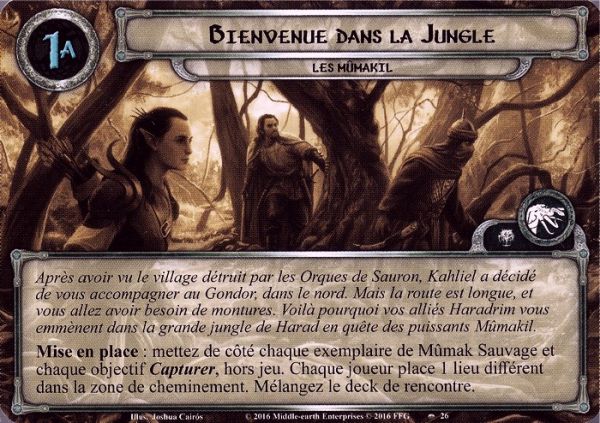 1A
BIENVENUE DANS LA JUNGLE
LES MÛMAKIL
Après avoir vu le village détruit par les Orques de Sauron, Kahliel a décidé
de vous accompagner au Gondor, dans le nord. Mais la route est longue, et
vous allez avoir besoin de montures. Voilà pourquoi vos alliés Haradrim vous
emmènent dans la grande jungle de Harad en quête des puissants Mûmakil.
Mise en place : mettez de côté chaque exemplaire de Mûmak Sauvage et
chaque objectif Capturer, hors jeu. Chaque joueur place 1 lieu différent
dans la zone de cheminement. Mélangez le deck de rencontre.
Illus. Joshua Cairós © 2016 Middle-earth Enterprises © 2016 FFG 26